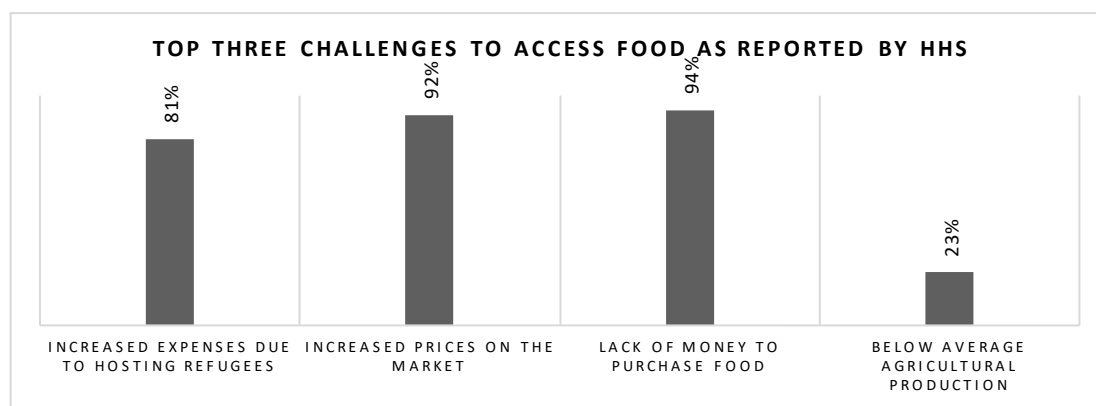 TOP THREE CHALLENGES TO ACCESS FOOD AS REPORTED BY HHS
81%
92%
94%
23%
INCREASED EXPENSES DUE
TO HOSTING REFUGEES
INCREASED PRICES ON THE
MARKET
LACK OF MONEY TO
PURCHASE FOOD
BELOW AVERAGE
AGRICULTURAL
PRODUCTION